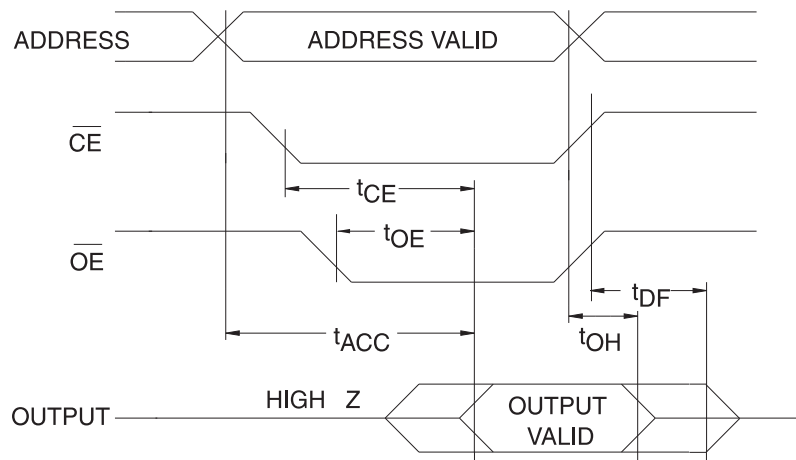 ADDRESS
ADDRESS VALID
CE
tCE
tOE
OE
tDF
tACC
tOH
HIGH Z
OUTPUT
OUTPUT
VALID